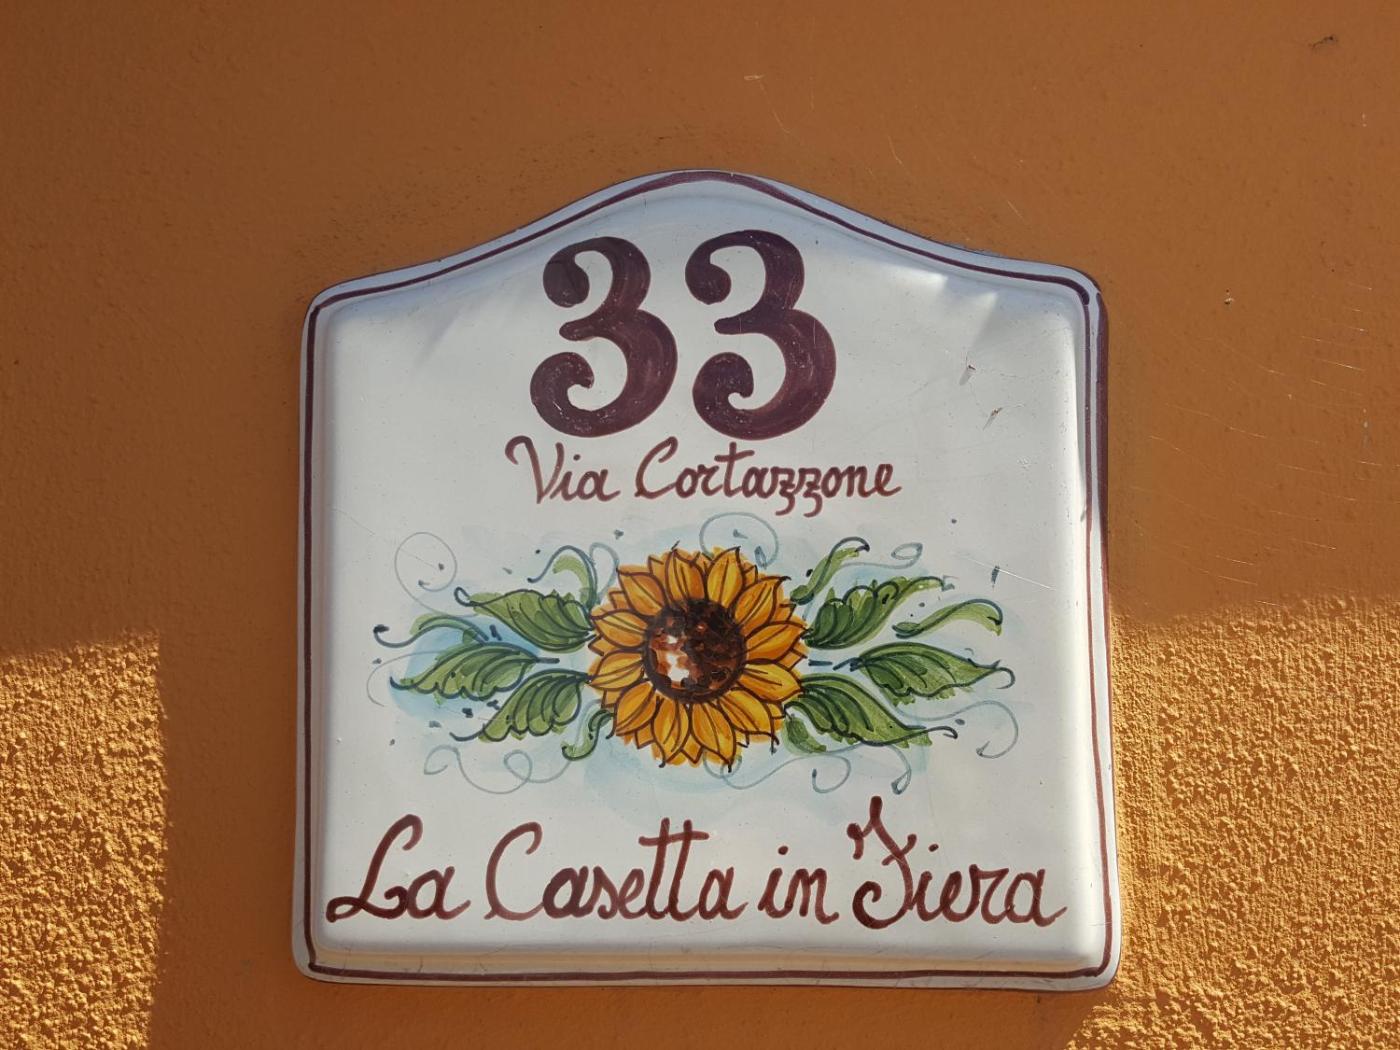 33
Via Cortazzone
La Casetta in Fiera